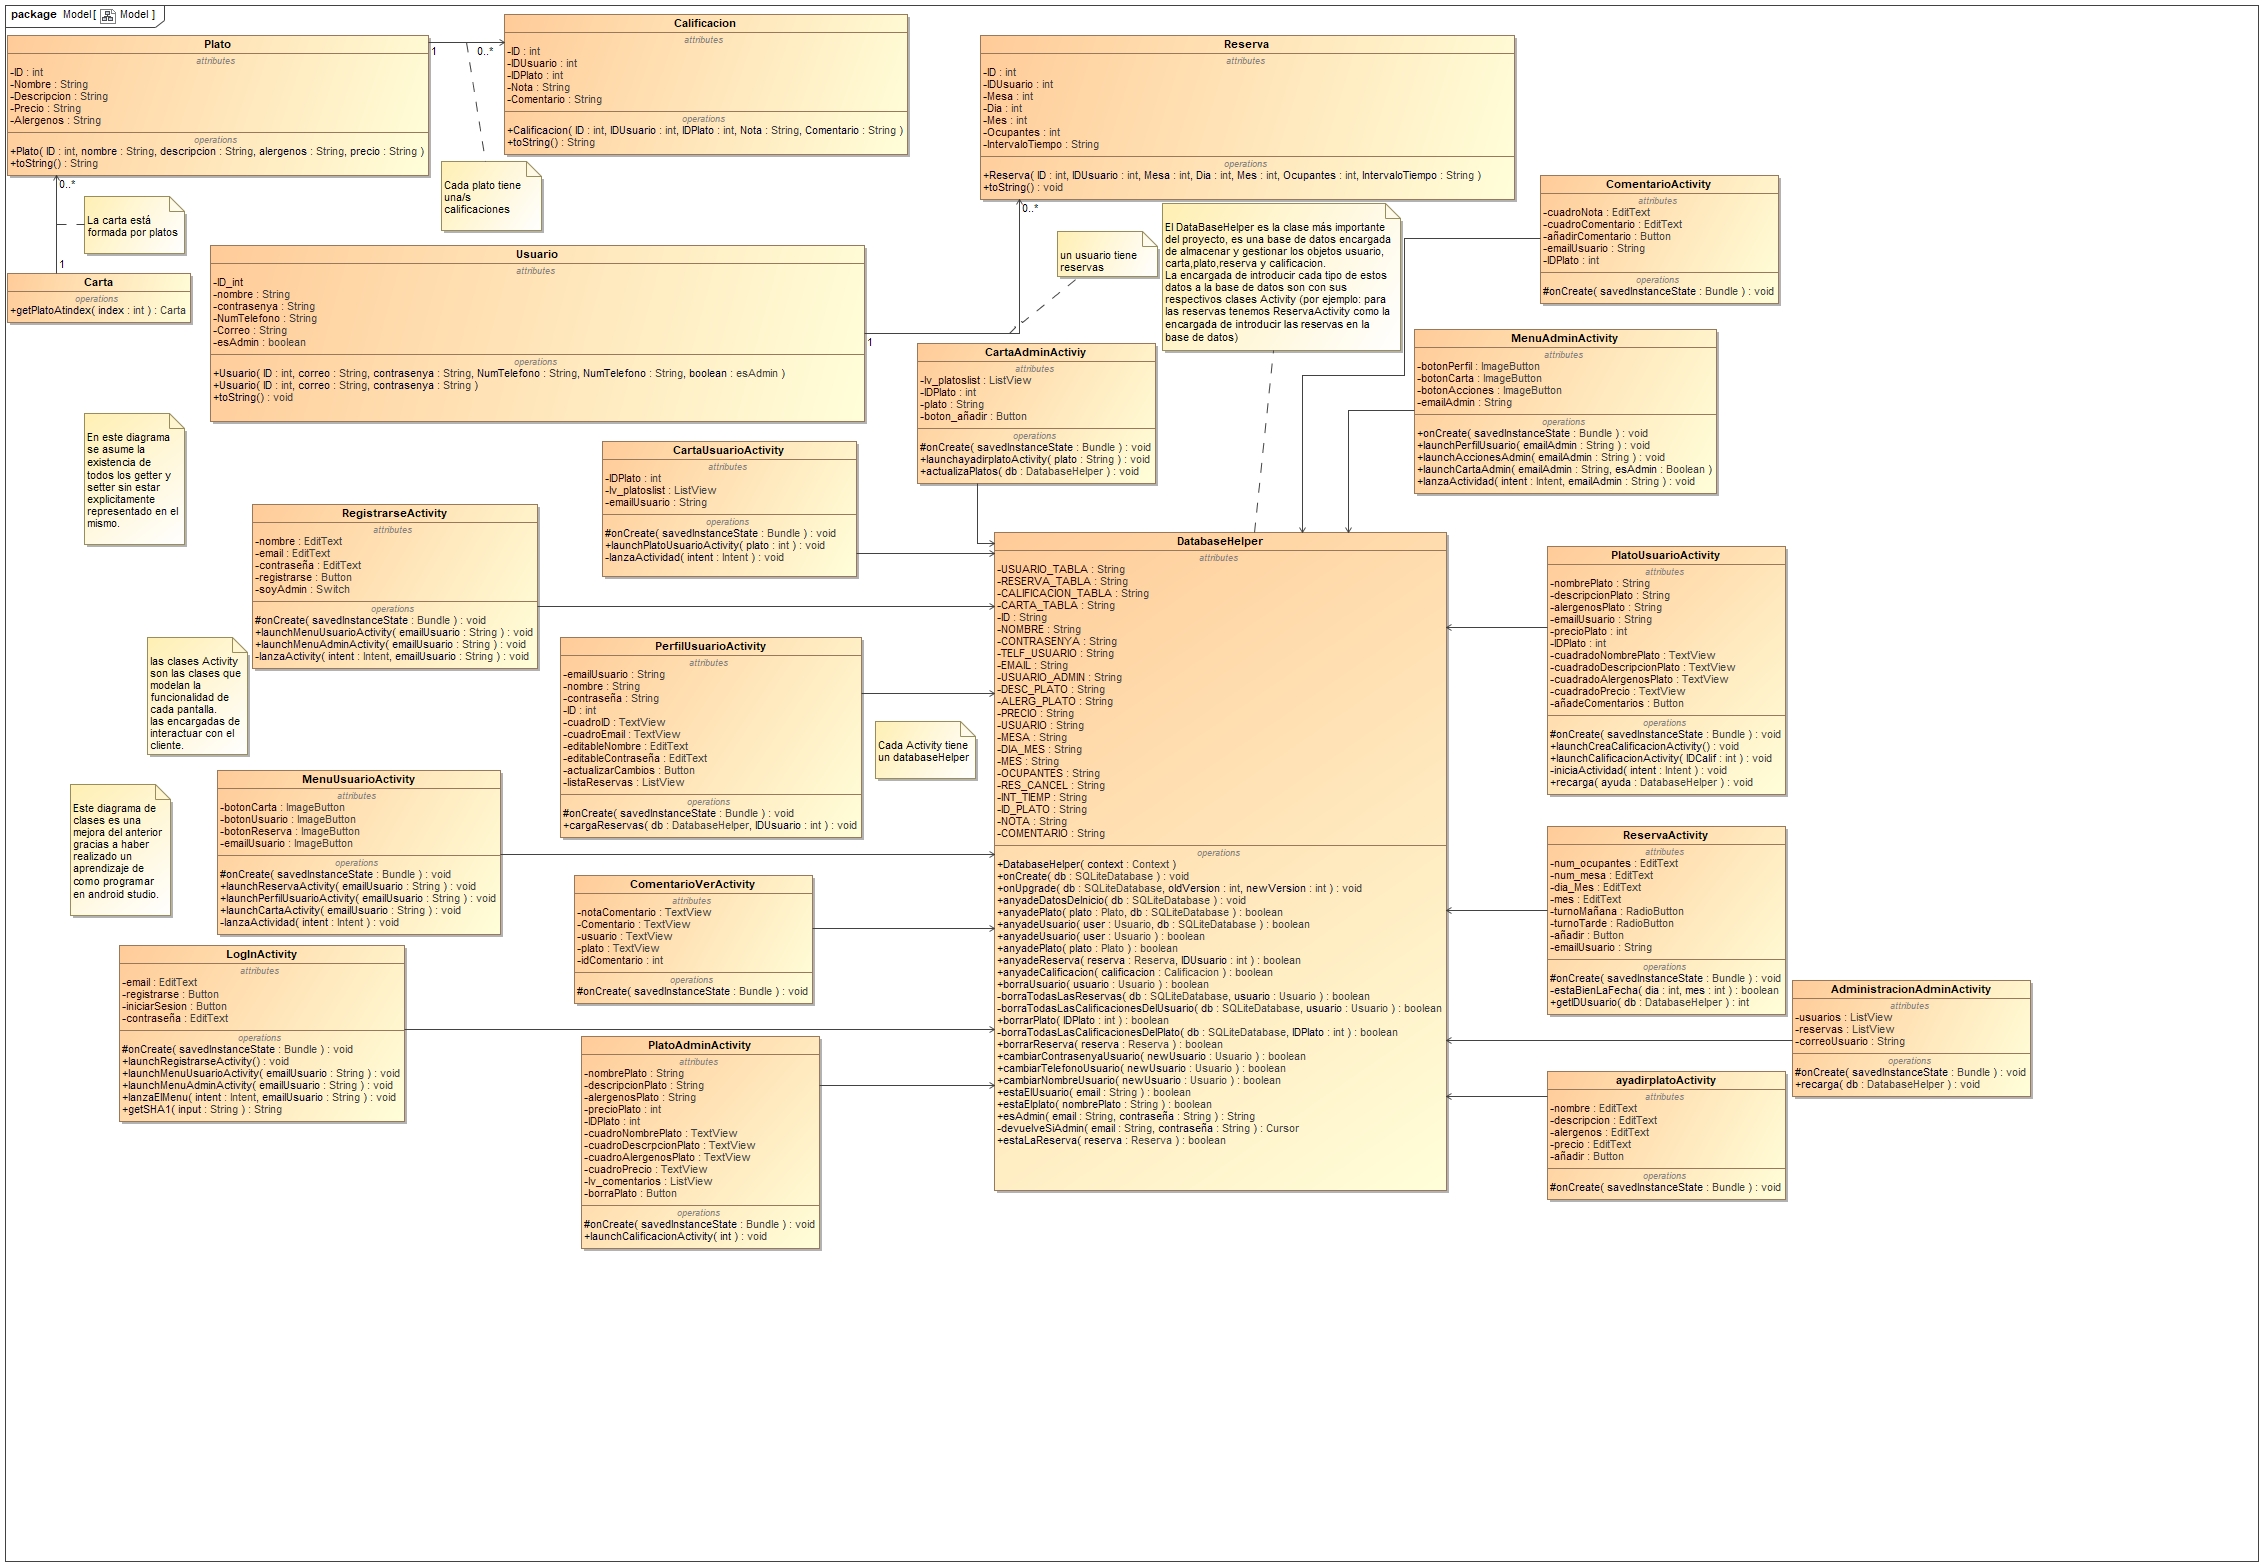 package Model [ Model ]
Plato
attributes
-ID : int
-Nombre : String
-Descripcion : String
-Precio : String
-Alergenos : String
operations
+Plato( ID : int, nombre : String, descripcion : String, alergenos : String, precio : String )
+toString() : String
1
0..*
Calificacion
attributes
-ID : int
-IDUsuario : int
-IDPlato : int
-Nota : String
-Comentario : String
operations
+Calificacion( ID : int, IDUsuario : int, IDPlato : int, Nota : String, Comentario : String )
+toString() : String
Cada plato tiene
una/s
calificaciones
Reserva
attributes
-ID : int
-IDUsuario : int
-Mesa : int
-Dia : int
-Mes : int
-Ocupantes : int
-IntervaloTiempo : String
operations
+Reserva( ID : int, IDUsuario : int, Mesa : int, Dia : int, Mes : int, Ocupantes : int, IntervaloTiempo : String )
+toString() : void
0..*
0..*
La carta está
formada por platos
1
Carta
operations
+getPlatoAtindex( index : int ) : Carta
Usuario
attributes
-ID_int
-nombre : String
-contrasenya : String
-NumTelefono : String
-Correo : String
-esAdmin : boolean
operations
+Usuario( ID : int, correo : String, contrasenya : String, NumTelefono : String, NumTelefono : String, boolean : esAdmin )
+Usuario( ID : int, correo : String, contrasenya : String )
+toString() : void
1
un usuario tiene
reservas
El DataBaseHelper es la clase más importante
del proyecto, es una base de datos encargada
de almacenar y gestionar los objetos usuario,
carta,plato,reserva y calificacion.
La encargada de introducir cada tipo de estos
datos a la base de datos son con sus
respectivos clases Activity (por ejemplo: para
las reservas tenemos ReservaActivity como la
encargada de introducir las reservas en la
base de datos)
ComentarioActivity
attributes
-cuadroNota : EditText
-cuadroComentario : EditText
-añadirComentario : Button
-emailUsuario : String
-IDPlato : int
operations
#onCreate( savedInstanceState : Bundle ) : void
CartaAdminActiviy
attributes
-lv_platoslist : ListView
-IDPlato : int
-plato : String
-boton_añadir : Button
operations
#onCreate( savedInstanceState : Bundle ) : void
+launchayadirplatoActivity( plato : String ) : void
+actualizaPlatos( db : DatabaseHelper ) : void
MenuAdminActivity
attributes
-botonPerfil : ImageButton
-botonCarta : ImageButton
-botonAcciones : ImageButton
-emailAdmin : String
operations
+onCreate( savedInstanceState : Bundle ) : void
+launchPerfilUsuario( emailAdmin : String ) : void
+launchAccionesAdmin( emailAdmin : String ) : void
+launchCartaAdmin( emailAdmin : String, esAdmin : Boolean )
+lanzaActividad( intent : Intent, emailAdmin : String ) : void
En este diagrama
se asume la
existencia de
todos los getter y
setter sin estar
explicitamente
representado en el
mismo.
CartaUsuarioActivity
attributes
-IDPlato : int
-lv_platoslist : ListView
-emailUsuario : String
operations
#onCreate( savedInstanceState : Bundle ) : void
+launchPlatoUsuarioActivity( plato : int ) : void
-lanzaActividad( intent : Intent ) : void
RegistrarseActivity
attributes
-nombre : EditText
-email : EditText
-contraseña : EditText
-registrarse : Button
-soyAdmin : Switch
operations
#onCreate( savedInstanceState : Bundle ) : void
+launchMenuUsuarioActivity( emailUsuario : String ) : void
+launchMenuAdminActivity( emailUsuario : String ) : void
-lanzaActivity( intent : Intent, emailUsuario : String ) : void
las clases Activity
son las clases que
modelan la
funcionalidad de
cada pantalla.
las encargadas de
interactuar con el
cliente.
PerfilUsuarioActivity
attributes
-emailUsuario : String
-nombre : String
-contraseña : String
-ID : int
-cuadroID : TextView
-cuadroEmail : TextView
-editableNombre : EditText
-editableContraseña : EditText
-actualizarCambios : Button
-listaReservas : ListView
operations
#onCreate( savedInstanceState : Bundle ) : void
+cargaReservas( db : DatabaseHelper, IDUsuario : int ) : void
Cada Activity tiene
un databaseHelper
DatabaseHelper
attributes
-USUARIO_TABLA : String
-RESERVA_TABLA : String
-CALIFICACION_TABLA : String
-CARTA_TABLA : String
-ID : String
-NOMBRE : String
-CONTRASENYA : String
-TELF_USUARIO : String
-EMAIL : String
-USUARIO_ADMIN : String
-DESC_PLATO : String
-ALERG_PLATO : String
-PRECIO : String
-USUARIO : String
-MESA : String
-DIA_MES : String
-MES : String
-OCUPANTES : String
-RES_CANCEL : String
-INT_TIEMP : String
-ID_PLATO : String
-NOTA : String
-COMENTARIO : String
operations
+DatabaseHelper( context : Context )
+onCreate( db : SQLiteDatabase ) : void
+onUpgrade( db : SQLiteDatabase, oldVersion : int, newVersion : int ) : void
+anyadeDatosDeInicio( db : SQLiteDatabase ) : void
+anyadePlato( plato : Plato, db : SQLiteDatabase ) : boolean
+anyadeUsuario( user : Usuario, db : SQLiteDatabase ) : boolean
+anyadeUsuario( user : Usuario ) : boolean
+anyadePlato( plato : Plato ) : boolean
+anyadeReserva( reserva : Reserva, IDUsuario : int ) : boolean
+anyadeCalificacion( calificacion : Calificacion ) : boolean
+borraUsuario( usuario : Usuario ) : boolean
-borraTodasLasReservas( db : SQLiteDatabase, usuario : Usuario ) : boolean
-borraTodasLasCalificacionesDelUsuario( db : SQLiteDatabase, usuario : Usuario ) : boolean
+borrarPlato( IDPlato : int ) : boolean
-borraTodasLasCalificacionesDelPlato( db : SQLiteDatabase, IDPlato : int ) : boolean
+borrarReserva( reserva : Reserva ) : boolean
+cambiarContrasenyaUsuario( newUsuario : Usuario ) : boolean
+cambiarTelefonoUsuario( newUsuario : Usuario ) : boolean
+cambiarNombreUsuario( newUsuario : Usuario ) : boolean
+estaElUsuario( email : String ) : boolean
+estaElplato( nombrePlato : String ) : boolean
+esAdmin( email : String, contraseña : String ) : String
-devuelveSiAdmin( email : String, contraseña : String ) : Cursor
+estaLaReserva( reserva : Reserva ) : boolean
PlatoUsuarioActivity
attributes
-nombrePlato : String
-descripcionPlato : String
-alergenosPlato : String
-emailUsuario : String
-precioPlato : int
-IDPlato : int
-cuadradoNombrePlato : TextView
-cuadradoDescripcionPlato : TextView
-cuadradoAlergenosPlato : TextView
-cuadradoPrecio : TextView
-añadeComentarios : Button
operations
#onCreate( savedInstanceState : Bundle ) : void
+launchCreaCalificacionActivity() : void
+launchCalificacionActivity( IDCalif : int ) : void
-iniciaActividad( intent : Intent ) : void
+recarga( ayuda : DatabaseHelper ) : void
Este diagrama de
clases es una
mejora del anterior
gracias a haber
realizado un
aprendizaje de
como programar
en android studio.
MenuUsuarioActivity
attributes
-botonCarta : ImageButton
-botonUsuario : ImageButton
-botonReserva : ImageButton
-emailUsuario : ImageButton
operations
#onCreate( savedInstanceState : Bundle ) : void
+launchReservaActivity( emailUsuario : String ) : void
+launchPerfilUsuarioActivity( emailUsuario : String ) : void
+launchCartaActivity( emailUsuario : String ) : void
-lanzaActividad( intent : Intent ) : void
ComentarioVerActivity
attributes
-notaComentario : TextView
-Comentario : TextView
-usuario : TextView
-plato : TextView
-idComentario : int
operations
#onCreate( savedInstanceState : Bundle ) : void
ReservaActivity
attributes
-num_ocupantes : EditText
-num_mesa : EditText
-dia_Mes : EditText
-mes : EditText
-turnoMañana : RadioButton
-turnoTarde : RadioButton
-añadir : Button
-emailUsuario : String
operations
#onCreate( savedInstanceState : Bundle ) : void
-estaBienLaFecha( dia : int, mes : int ) : boolean
+getIDUsuario( db : DatabaseHelper ) : int
LogInActivity
attributes
-email : EditText
-registrarse : Button
-iniciarSesion : Button
-contraseña : EditText
operations
#onCreate( savedInstanceState : Bundle ) : void
+launchRegistrarseActivity() : void
+launchMenuUsuarioActivity( emailUsuario : String ) : void
+launchMenuAdminActivity( emailUsuario : String ) : void
+lanzaElMenu( intent : Intent, emailUsuario : String ) : void
+getSHA1( input : String ) : String
AdministracionAdminActivity
attributes
-usuarios : ListView
-reservas : ListView
-correoUsuario : String
operations
#onCreate( savedInstanceState : Bundle ) : void
+recarga( db : DatabaseHelper ) : void
PlatoAdminActivity
attributes
-nombrePlato : String
-descripcionPlato : String
-alergenosPlato : String
-precioPlato : int
-IDPlato : int
-cuadroNombrePlato : TextView
-cuadroDescrpcionPlato : TextView
-cuadroAlergenosPlato : TextView
-cuadroPrecio : TextView
-lv_comentarios : ListView
-borraPlato : Button
operations
#onCreate( savedInstanceState : Bundle ) : void
+launchCalificacionActivity( int ) : void
ayadirplatoActivity
attributes
-nombre : EditText
-descripcion : EditText
-alergenos : EditText
-precio : EditText
-añadir : Button
operations
#onCreate( savedInstanceState : Bundle ) : void